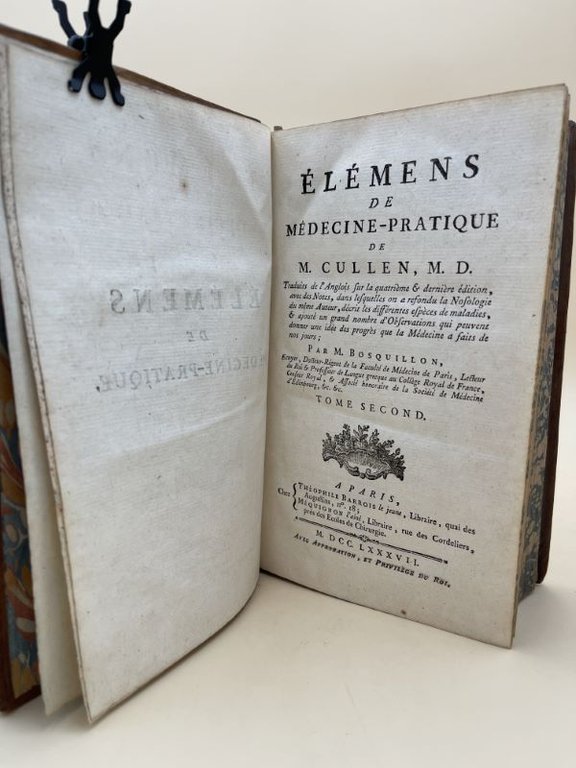 ÉLÉMENS
DE
MÉDECINE-PRATIQUE
DE
M. CULLEN, M. D.
Traduits de l'Anglois sur la quatrième & dernière édition,
avec des Notes, dans lesquelles on a refondu la Nosologie
du même Auteur, décrit les différentes espèces de maladies,
& ajouté un grand nombre d'Observations qui peuvent
donner une idée des progrès que la Médecine a faits de
nos jours;
PAR M. BOSQUILLON,
Ecuyer, Docteur-Régent de la Faculté de Médecine de Paris, Lecteur
du Roi & Professeur de Langue grecque au Collège Royal de France,
Censeur Royal, & Associé honoraire de la Société de Médecine
d'Edinbourg, &c. &c.
TOME SECOND.
A PARIS,
Chez { THÉOPHILE BARROIS le jeune, Libraire, quai des
Augustins, n°. 18;
MÉQUIGNON l'aîné, Libraire, rue des Cordeliers,
près des Ecoles de Chirurgie.
M. DCC. LXXXVII.
AVEC APPROBATION, ET PRIVILÈGE DU ROI.
ÉLÉMENS
DE
MÉDECINE-PRATIQUE.